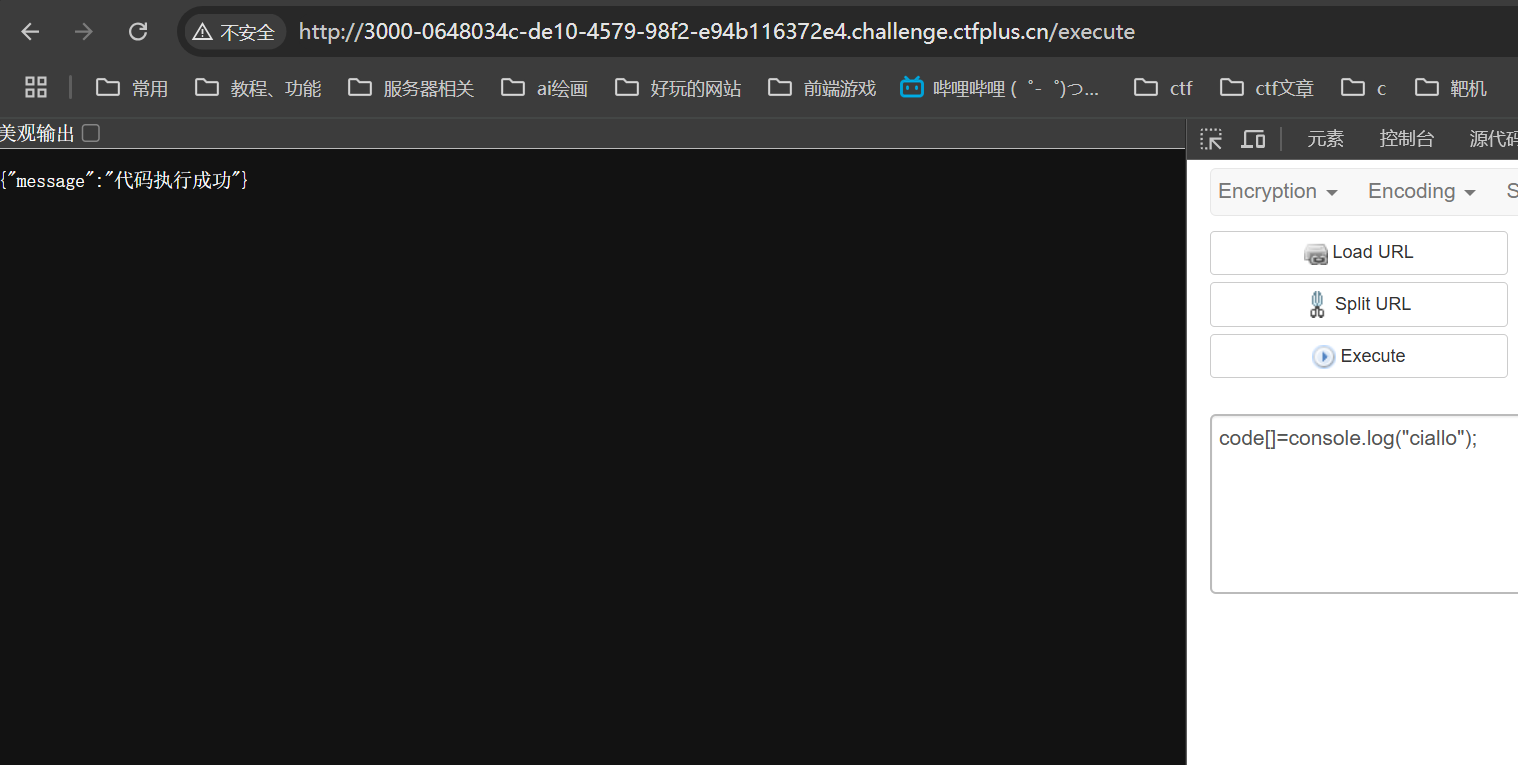 不安全 http://3000-0648034c-de10-4579-98f2-e94b116372e4.challenge.ctfplus.cn/execute
常用 教程、功能 服务器相关 ai绘画 好玩的网站 前端游戏 哔哩哔哩 (゜-゜)つ... ctf ctf文章 c 靶机
美观输出
元素 控制台 源代码
{"message":"代码执行成功"}
Encryption Encoding S
Load URL
Split URL
Execute
code[]=console.log("ciallo");